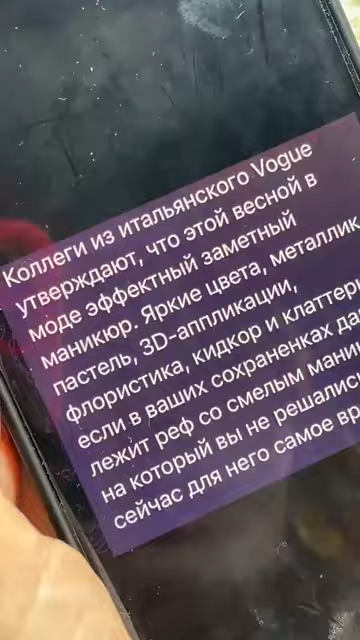 Коллеги из итальянского Vogue
утверждают, что этой весной в
моде эффектный заметный
маникюр. Яркие цвета, металлик
пастель, 3D-аппликации,
флористика, кидкор и
если в ваших сохраненках
лежит реф со смелым
на который вы не решались
сейчас для него самое